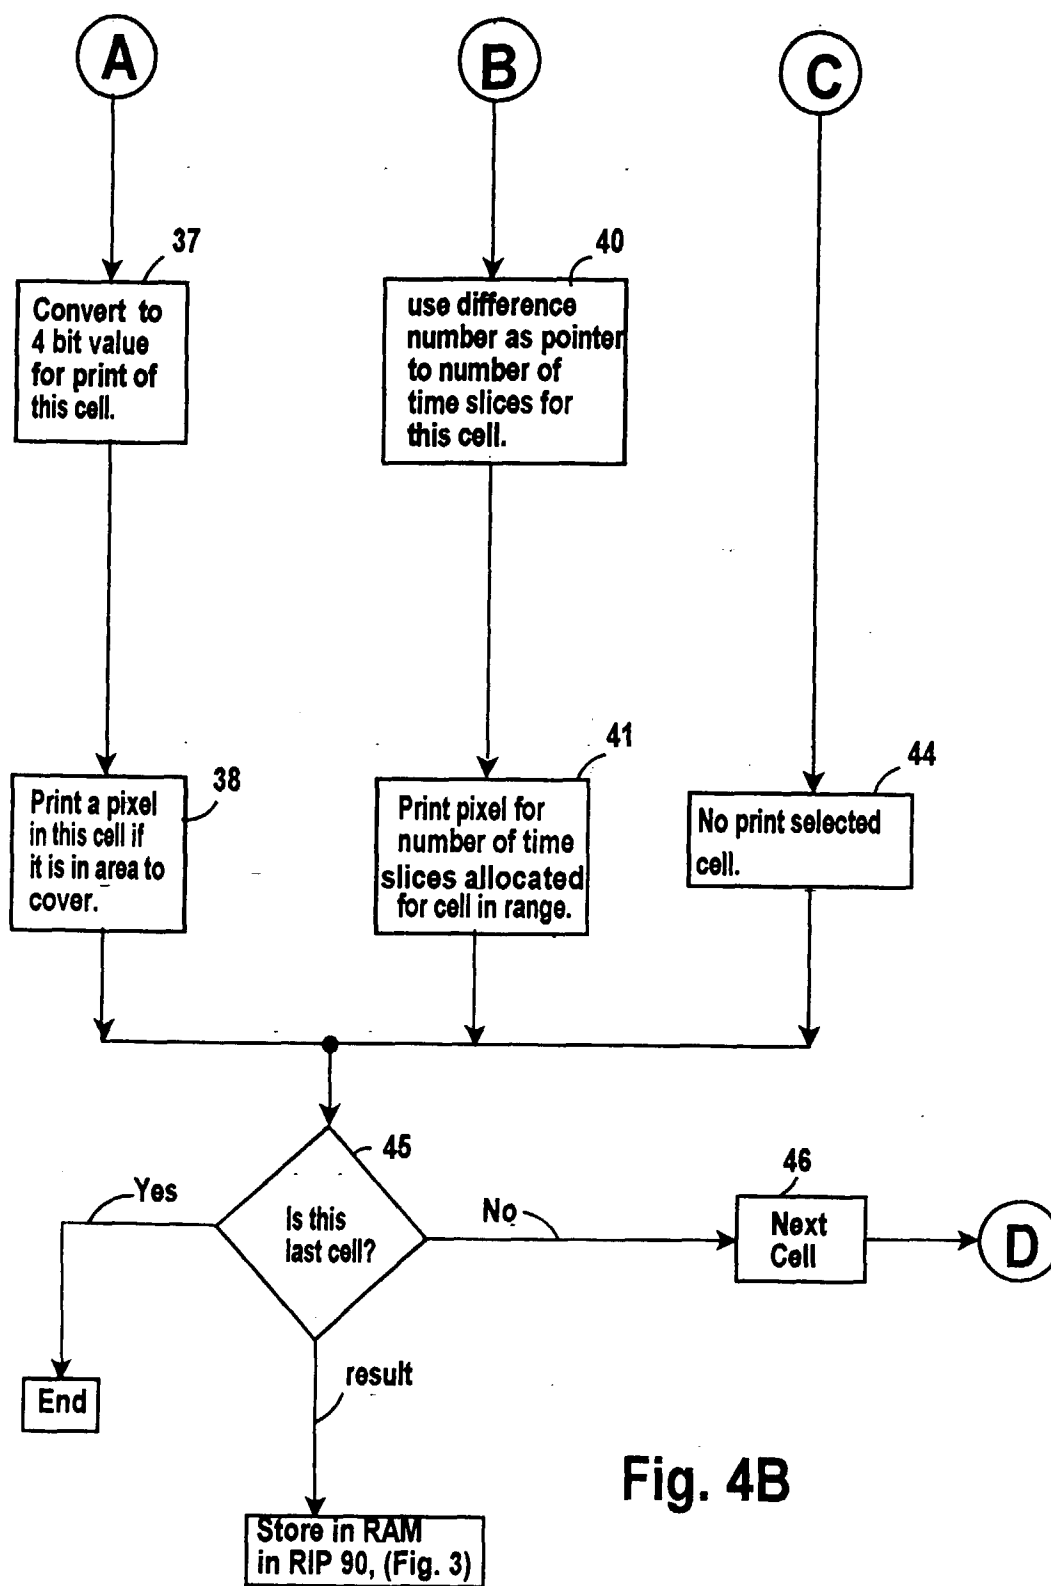 A
B
C
37
Convert to
4 bit value
for print of
this cell.
40
use difference
number as pointer
to number of
time slices for
this cell.
38
Print a pixel
in this cell if
it is in area to
cover.
41
Print pixel for
number of time
slices allocated
for cell in range.
44
No print selected
cell.
45
Is this
last cell?
Yes
No
46
Next
Cell
D
End
result
Store in RAM
in RIP 90, (Fig. 3)
Fig. 4B